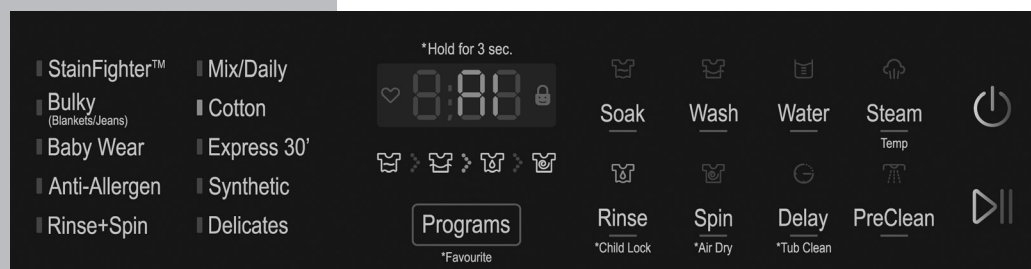 *Hold for 3 sec.
StainFighter™
Mix/Daily
Bulky
(Blankets/Jeans)
Cotton
Baby Wear
Express 30'
Anti-Allergen
Synthetic
Rinse+Spin
Delicates
AI
Programs
*Favourite
Soak
Wash
Water
Steam
Temp
Rinse
Spin
Delay
PreClean
*Child Lock
*Air Dry
*Tub Clean